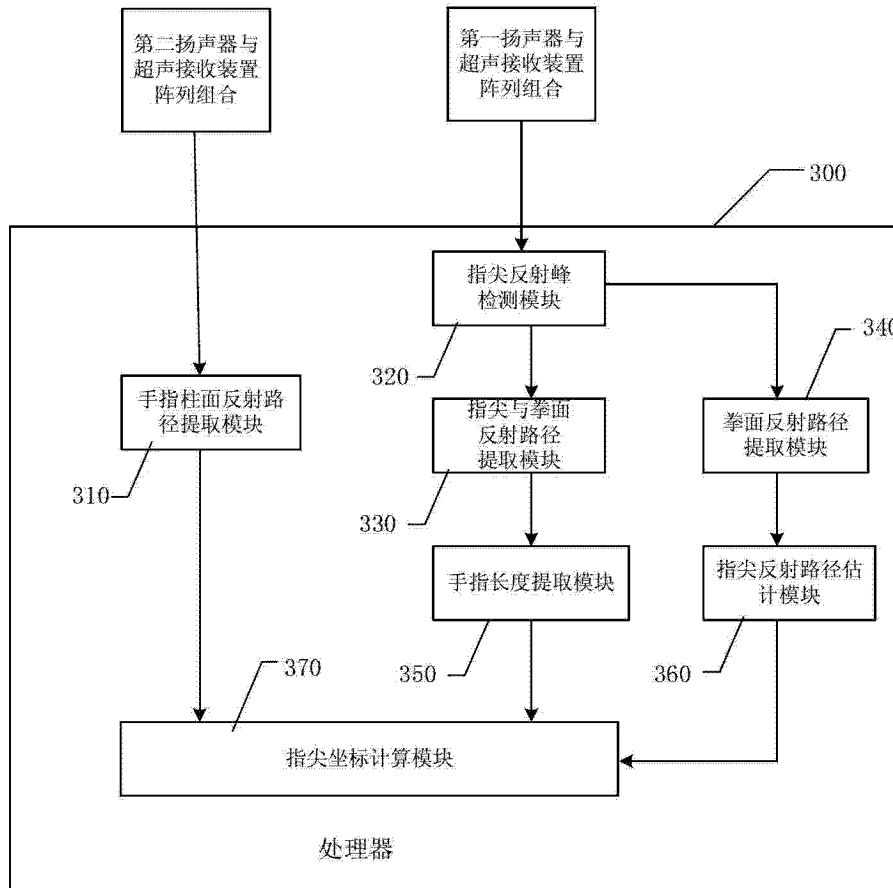 第二扬声器与
超声接收装置
阵列组合
第一扬声器与
超声接收装置
阵列组合
300
指尖反射峰
检测模块
320
340
手指柱面反射路
径提取模块
310
指尖与拳面
反射路径
提取模块
330
拳面反射路径
提取模块
手指长度提取模块
350
指尖反射路径估
计模块
360
370
指尖坐标计算模块
处理器